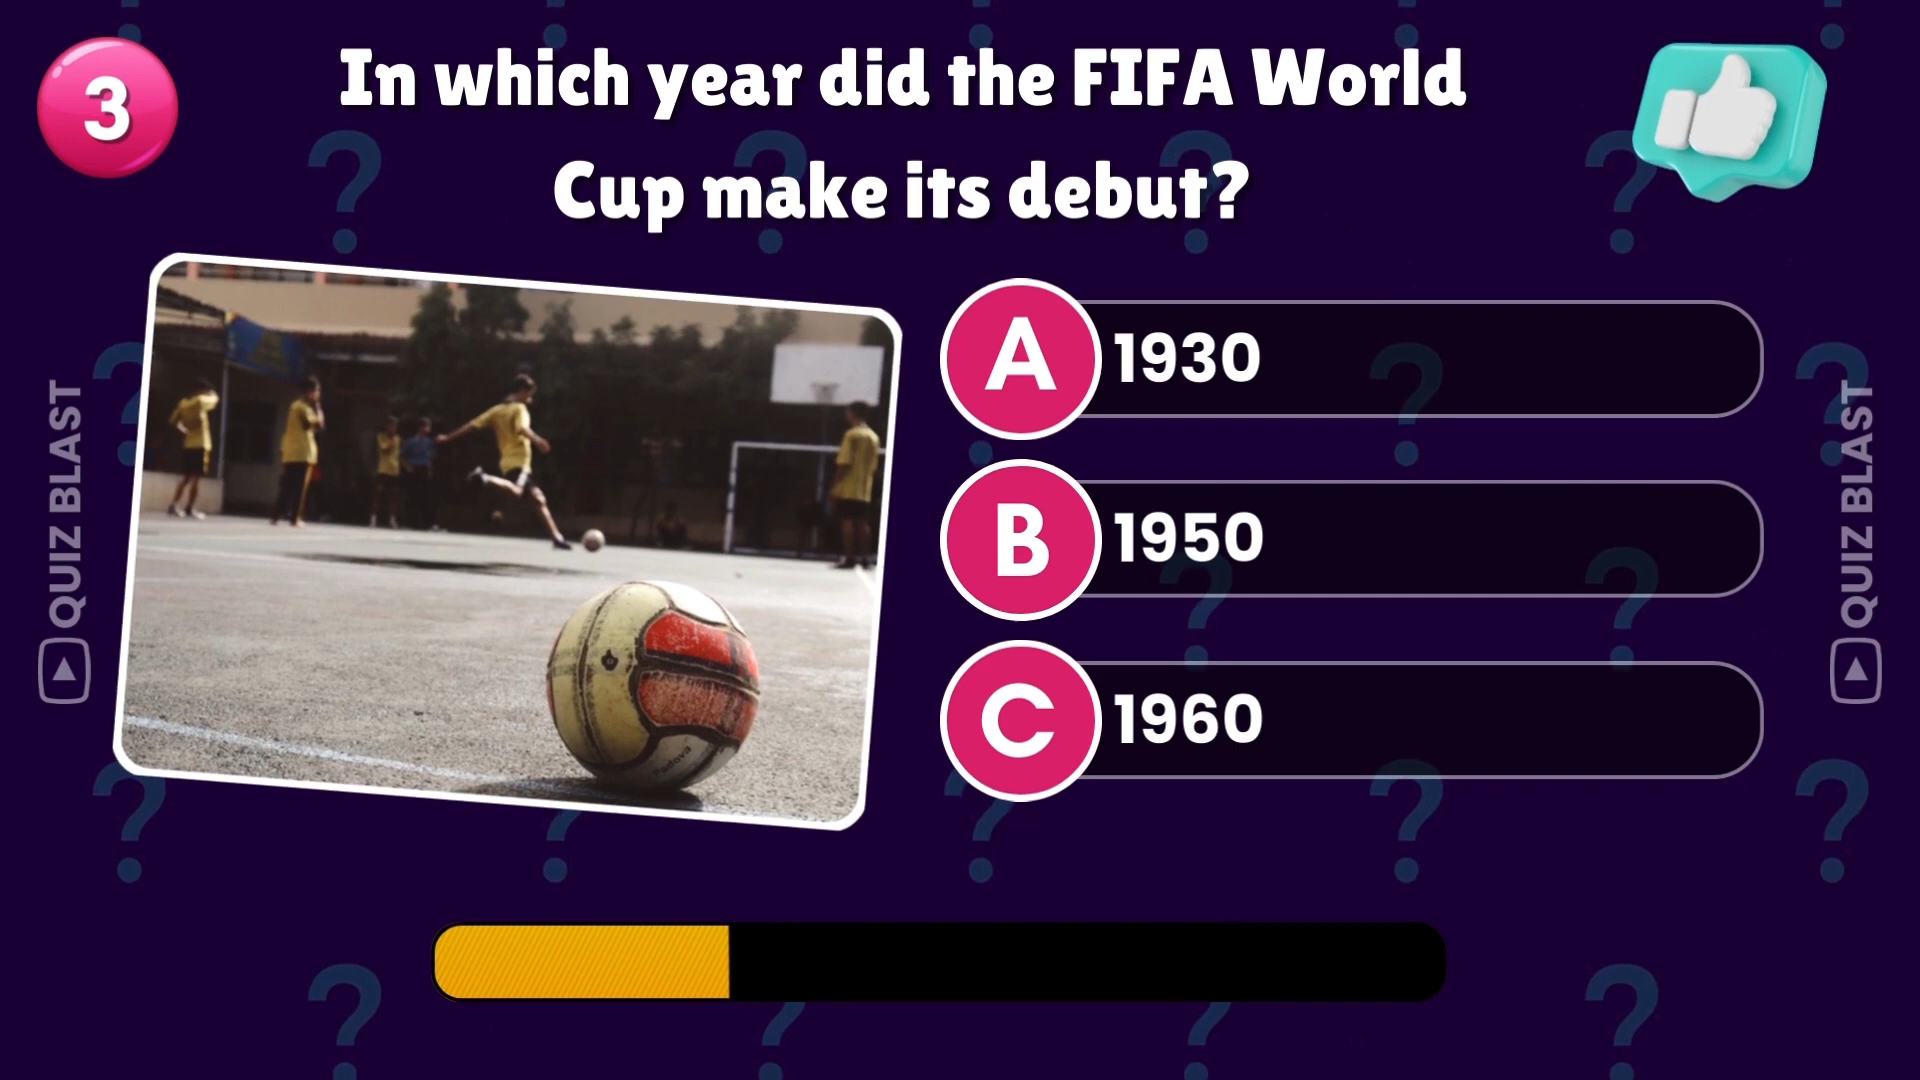 3
In which year did the FIFA World
Cup make its debut?
A 1930
B 1950
C 1960
QUIZ BLAST
QUIZ BLAST
Padova